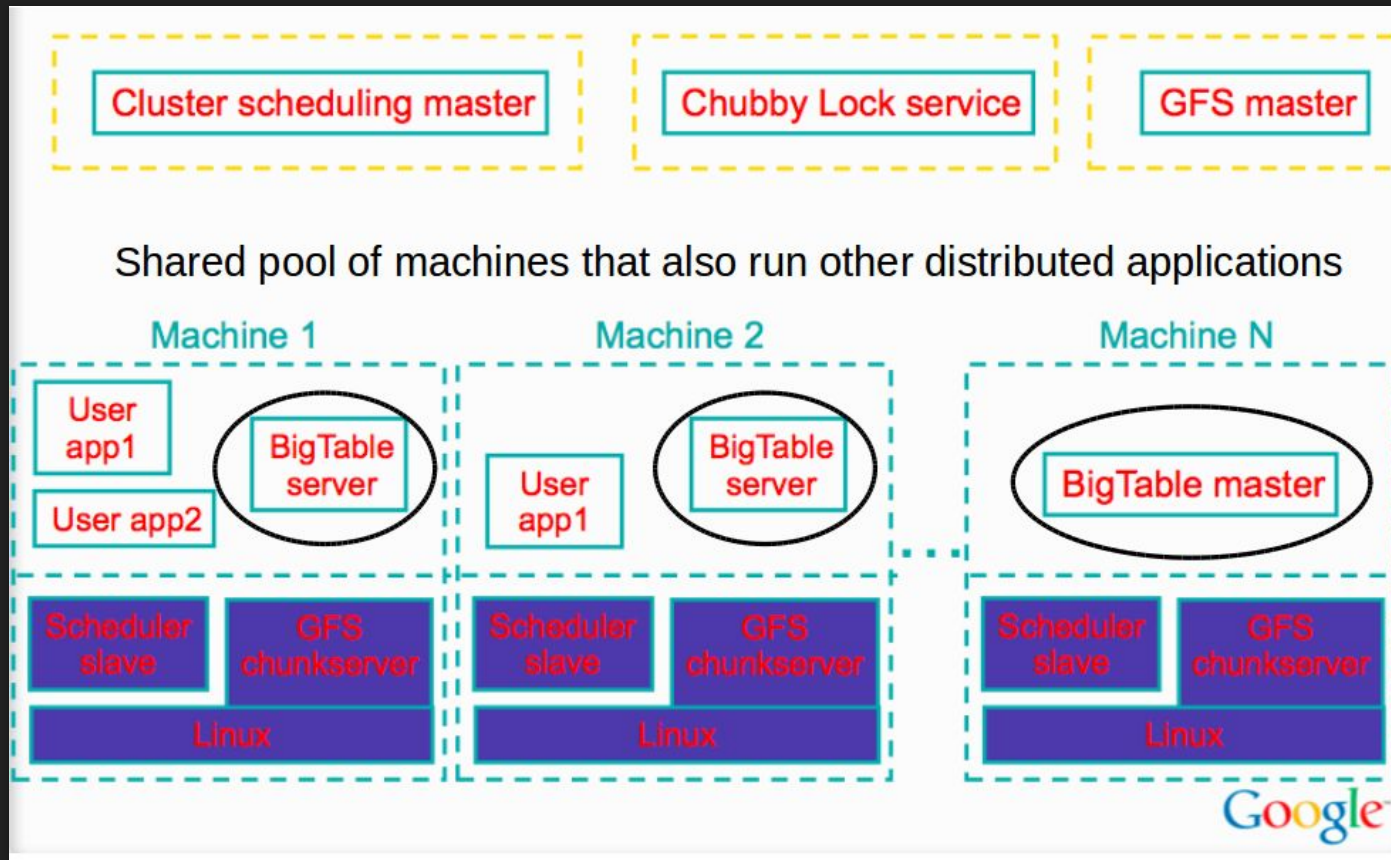 Cluster scheduling master
Chubby Lock service
GFS master
Shared pool of machines that also run other distributed applications
Machine 1
Machine 2
Machine N
User
app1
User app2
BigTable
server
User
app1
BigTable
server
...
BigTable master
Scheduler
slave
GFS
chunkserver
Linux
Scheduler
slave
GFS
chunkserver
Linux
Scheduler
slave
GFS
chunkserver
Linux
Google